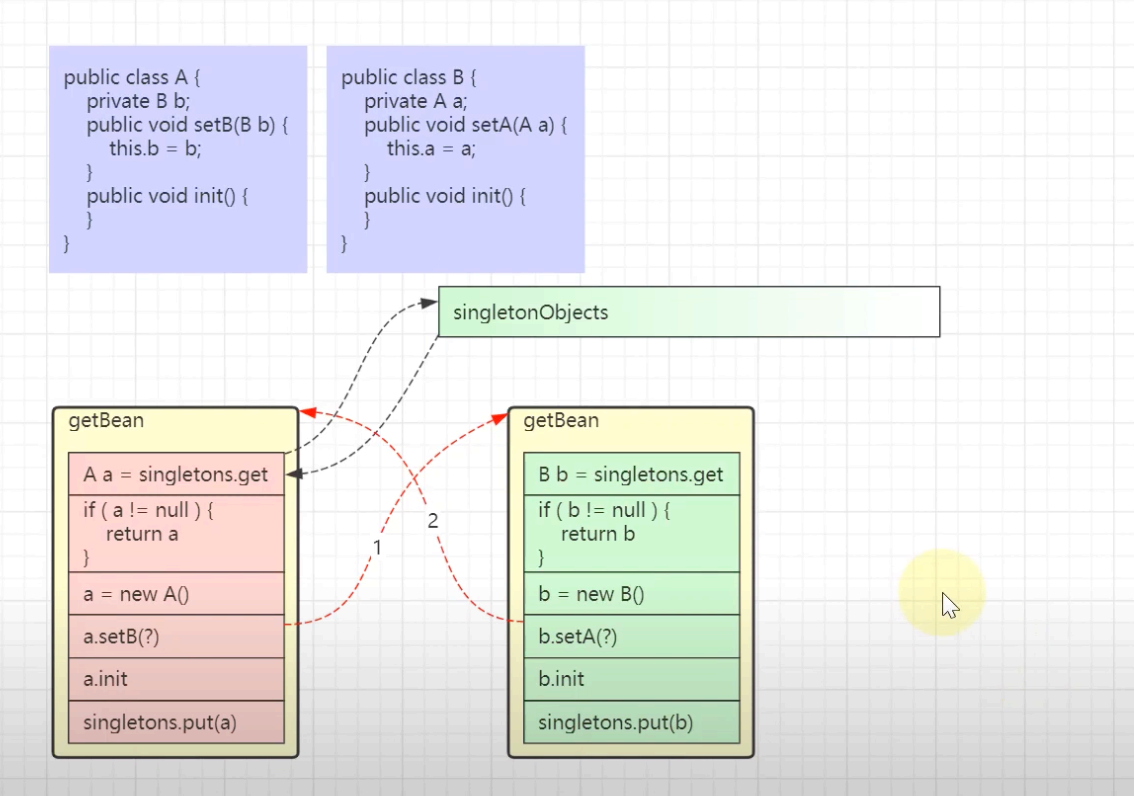 public class A {
private B b;
public void setB(B b) {
this.b = b;
}
public void init() {
}
}
public class B {
private A a;
public void setA(A a) {
this.a = a;
}
public void init() {
}
}
singletonObjects
getBean
A a = singletons.get
if ( a != null ) {
return a
}
a = new A()
a.setB(?)
a.init
singletons.put(a)
1
2
getBean
B b = singletons.get
if ( b != null ) {
return b
}
b = new B()
b.setA(?)
b.init
singletons.put(b)